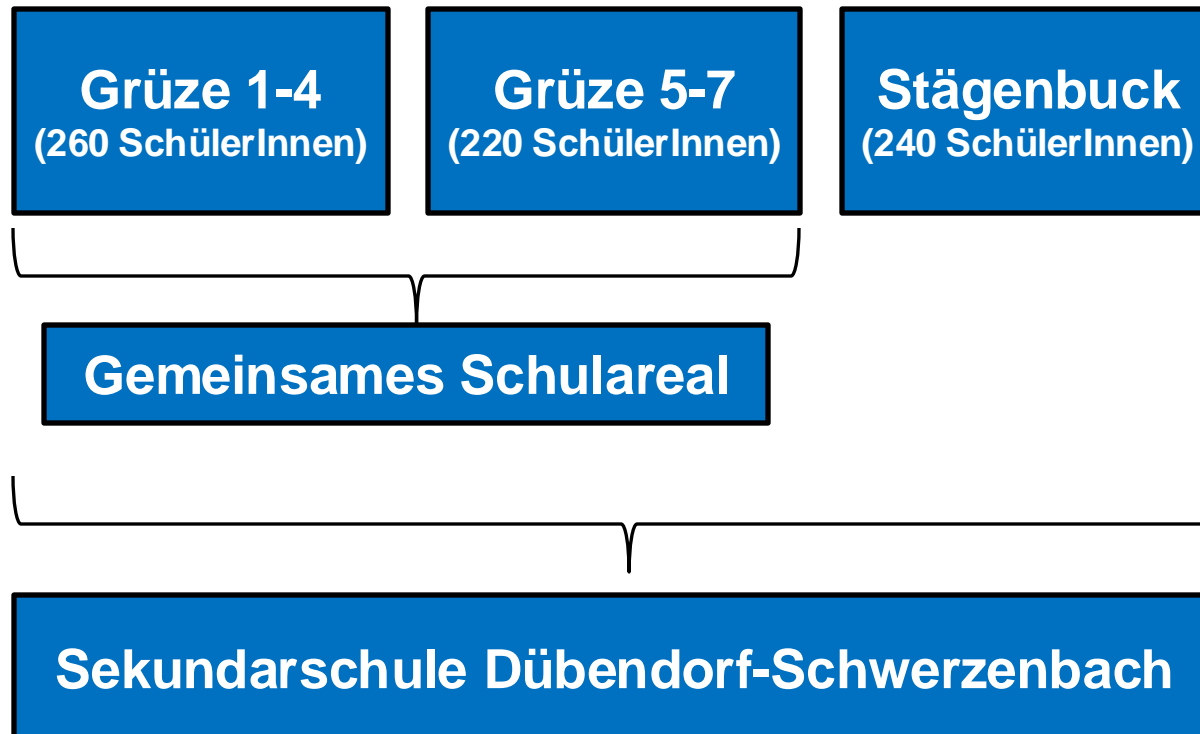 Grüze 1-4
(260 SchülerInnen)
Grüze 5-7
(220 SchülerInnen)
Stägenbuck
(240 SchülerInnen)
Gemeinsames Schulareal
Sekundarschule Dübendorf-Schwerzenbach